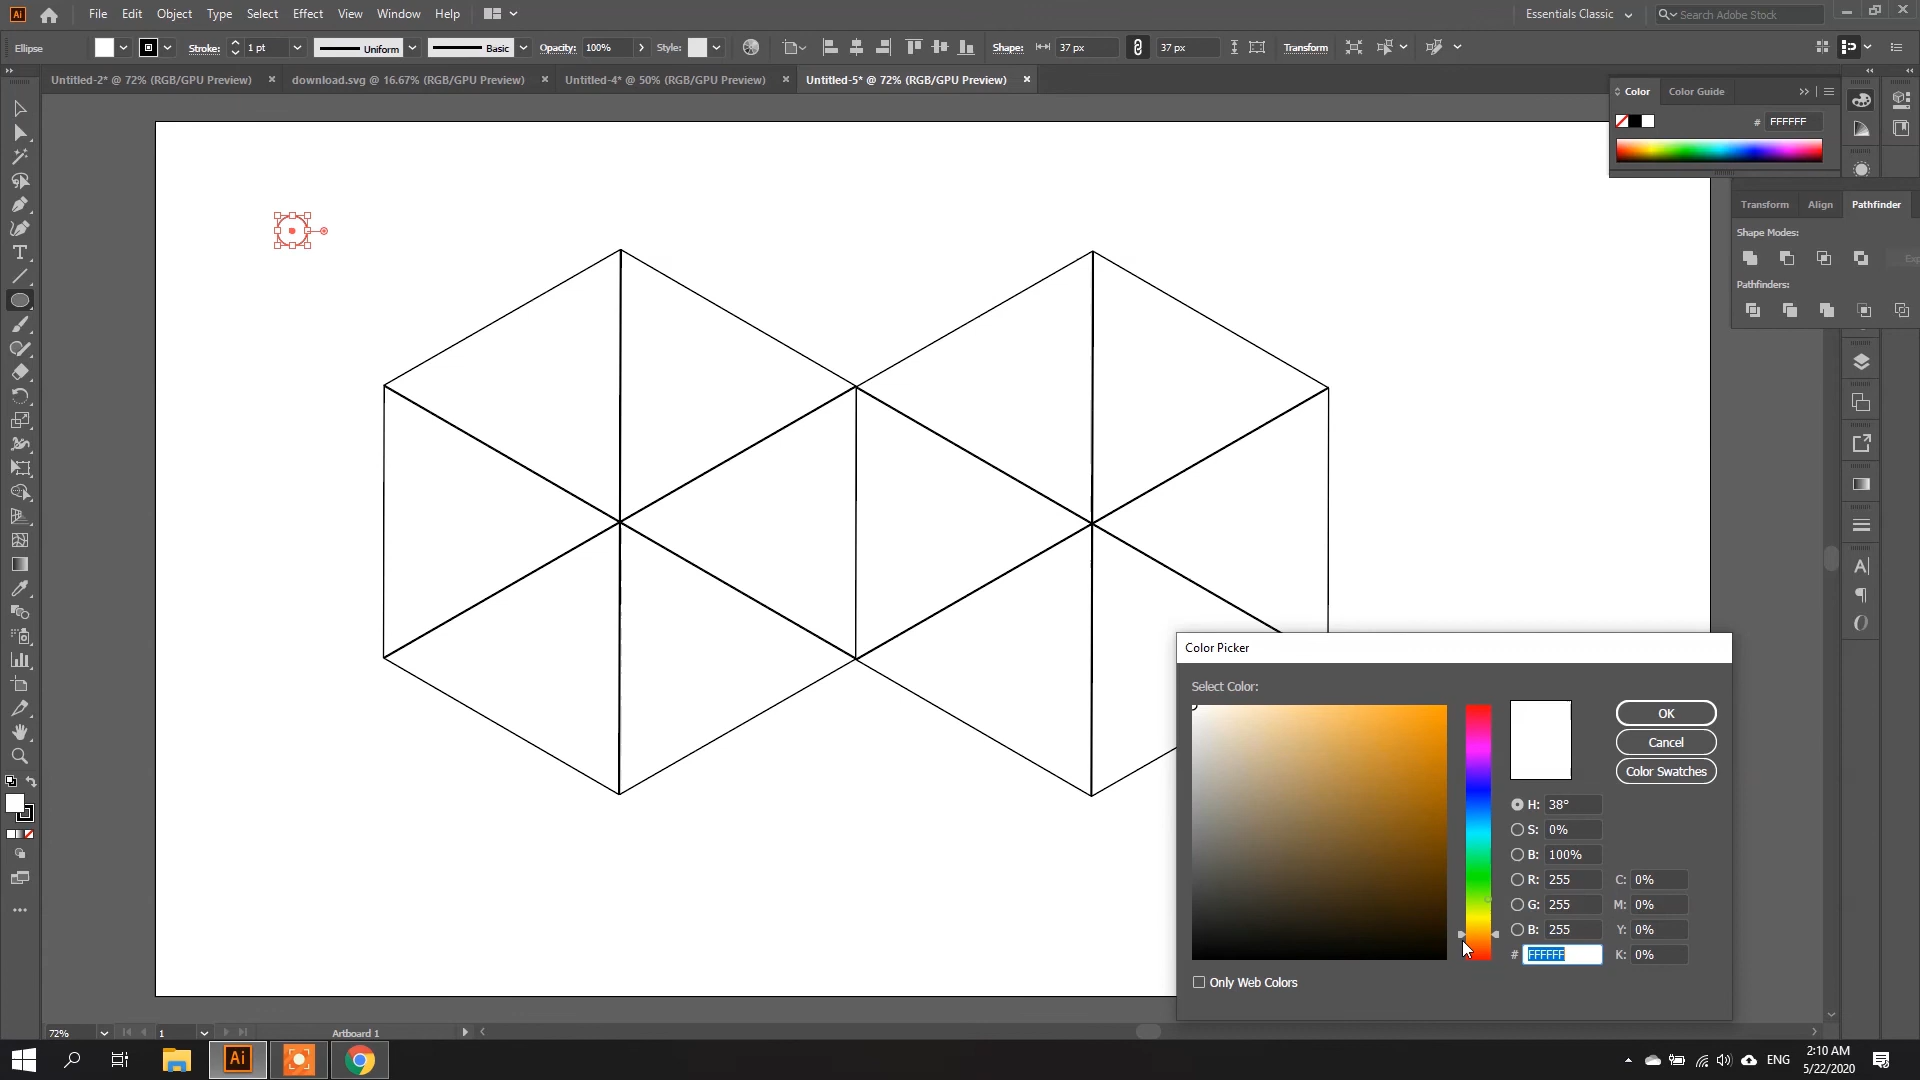 Ai File Edit Object Type Select Effect View Window Help Essentials Classic Search Adobe Stock
Ellipse Stroke: 1 pt Uniform Basic Opacity: 100% Style: Shape: 37 px 37 px Transform
Untitled-2* @ 72% (RGB/GPU Preview) × download.svg @ 16.67% (RGB/GPU Preview) × Untitled-4* @ 50% (RGB/GPU Preview) × Untitled-5* @ 72% (RGB/GPU Preview) ×
Color Color Guide
# FFFFFF
Transform Align Pathfinder
Shape Modes:
Exp
Pathfinders:
Color Picker
Select Color:
OK
Cancel
Color Swatches
H: 38°
S: 0%
B: 100%
R: 255 C: 0%
G: 255 M: 0%
B: 255 Y: 0%
# FFFFFF K: 0%
Only Web Colors
72% 1 Artboard 1
Ai ENG 2:10 AM
5/22/2020